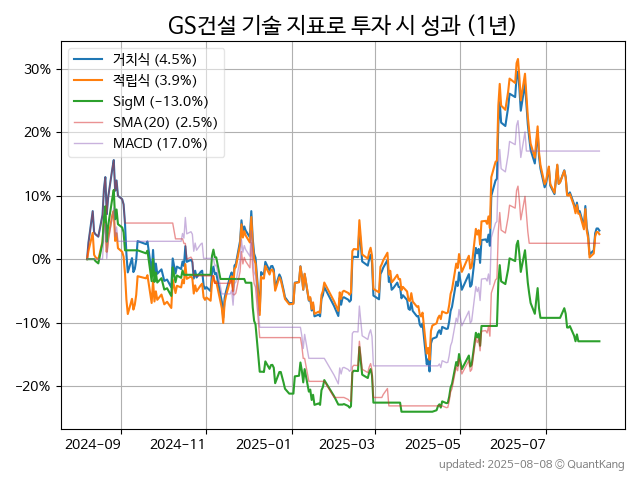 GS건설 기술 지표로 투자 시 성과 (1년)
거치식 (4.5%)
적립식 (3.9%)
SigM (−13.0%)
SMA(20) (2.5%)
MACD (17.0%)
30%
20%
10%
0%
−10%
−20%
2024-09
2024-11
2025-01
2025-03
2025-05
2025-07
updated: 2025-08-08 © QuantKang